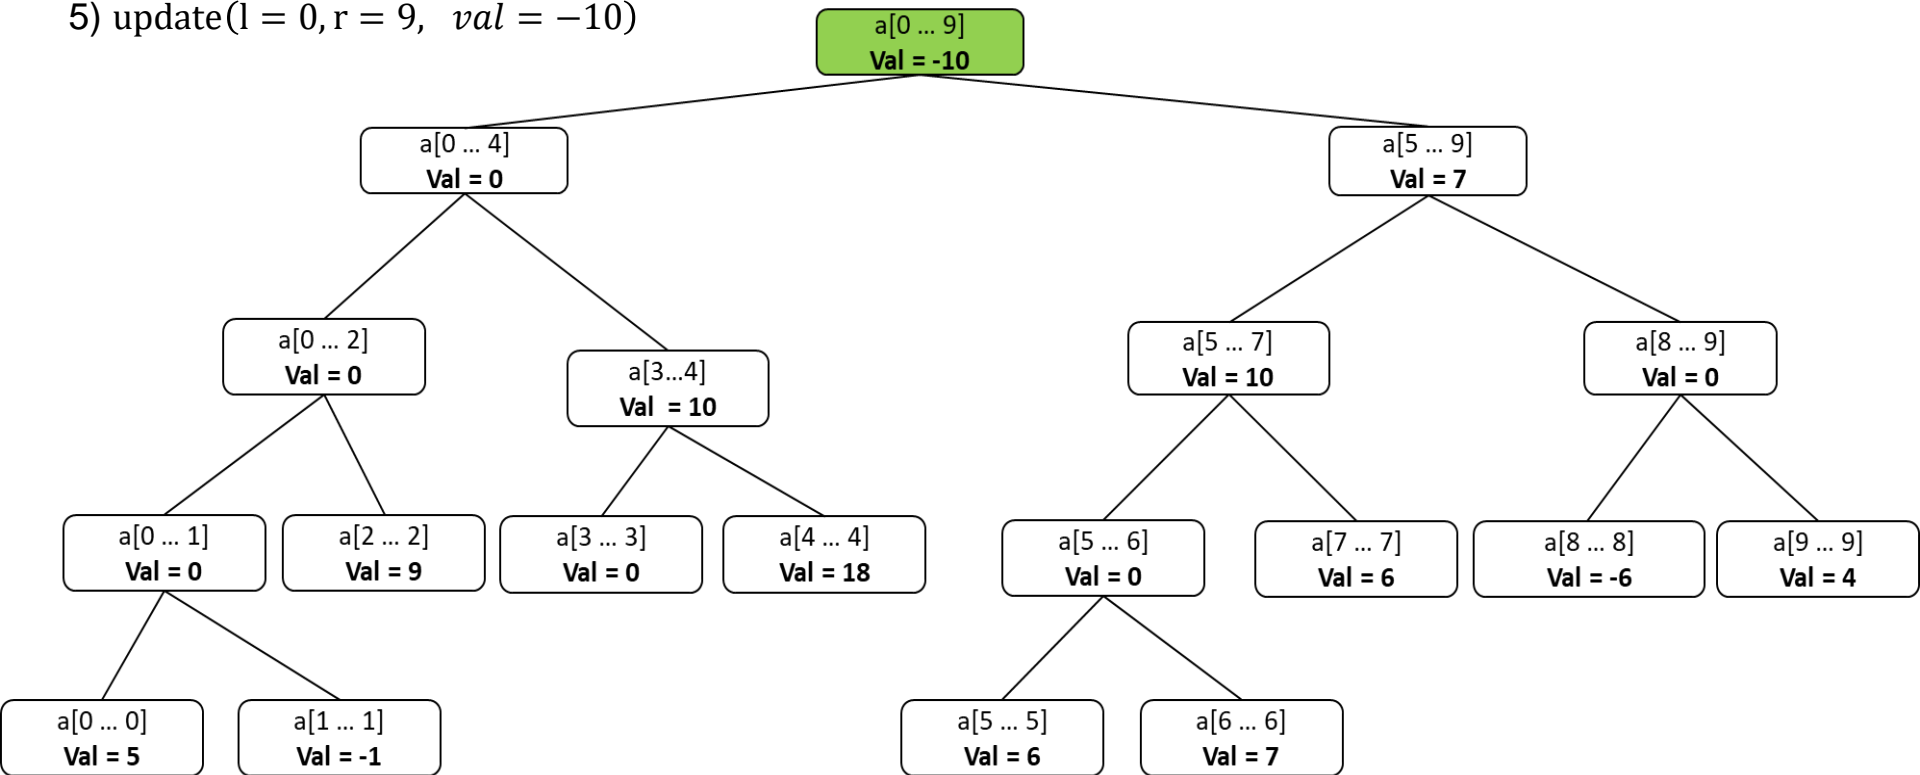 5) update(l = 0, r = 9, val = −10)
a[0 ... 9]
Val = -10
a[0 ... 4]
Val = 0
a[5 ... 9]
Val = 7
a[0 ... 2]
Val = 0
a[3...4]
Val = 10
a[5 ... 7]
Val = 10
a[8 ... 9]
Val = 0
a[0 ... 1]
Val = 0
a[2 ... 2]
Val = 9
a[3 ... 3]
Val = 0
a[4 ... 4]
Val = 18
a[5 ... 6]
Val = 0
a[7 ... 7]
Val = 6
a[8 ... 8]
Val = -6
a[9 ... 9]
Val = 4
a[0 ... 0]
Val = 5
a[1 ... 1]
Val = -1
a[5 ... 5]
Val = 6
a[6 ... 6]
Val = 7